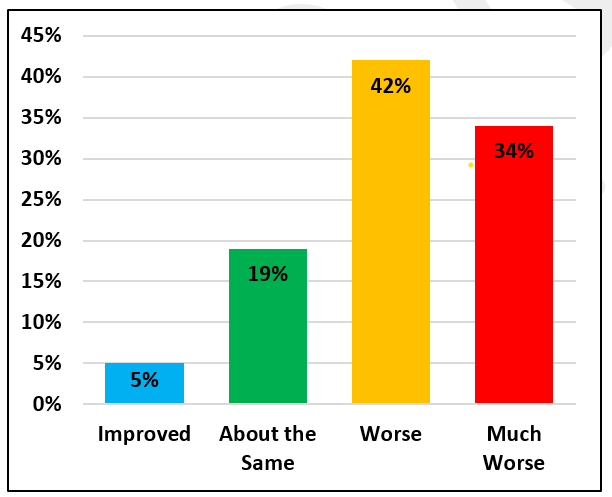 45%
40%
35%
30%
25%
20%
15%
10%
5%
0%
42%
34%
19%
5%
Improved
About the
Same
Worse
Much
Worse